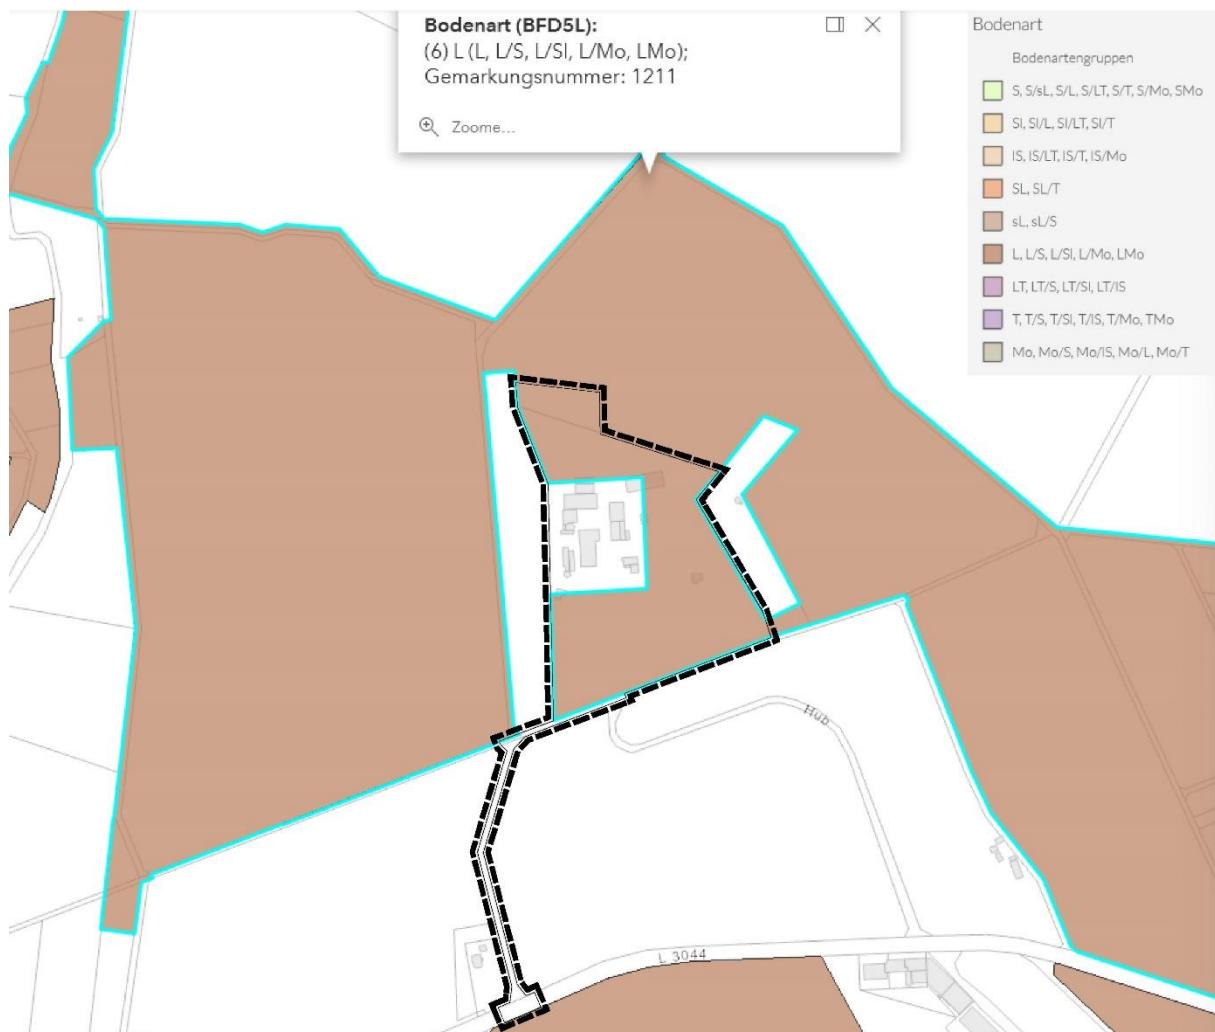 Bodenart (BFD5L):
(6) L (L, L/S, L/Sl, L/Mo, LMo);
Gemarkungsnummer: 1211
Zoome...
Bodenart
Bodenartengruppen
S, S/sL, S/L, S/LT, S/T, S/Mo, SMo
Sl, Sl/L, Sl/LT, Sl/T
lS, lS/LT, lS/T, lS/Mo
SL, SL/T
sL, sL/S
L, L/S, L/Sl, L/Mo, LMo
LT, LT/S, LT/Sl, LT/lS
T, T/S, T/Sl, T/lS, T/Mo, TMo
Mo, Mo/S, Mo/lS, Mo/L, Mo/T
Hub
L 3044